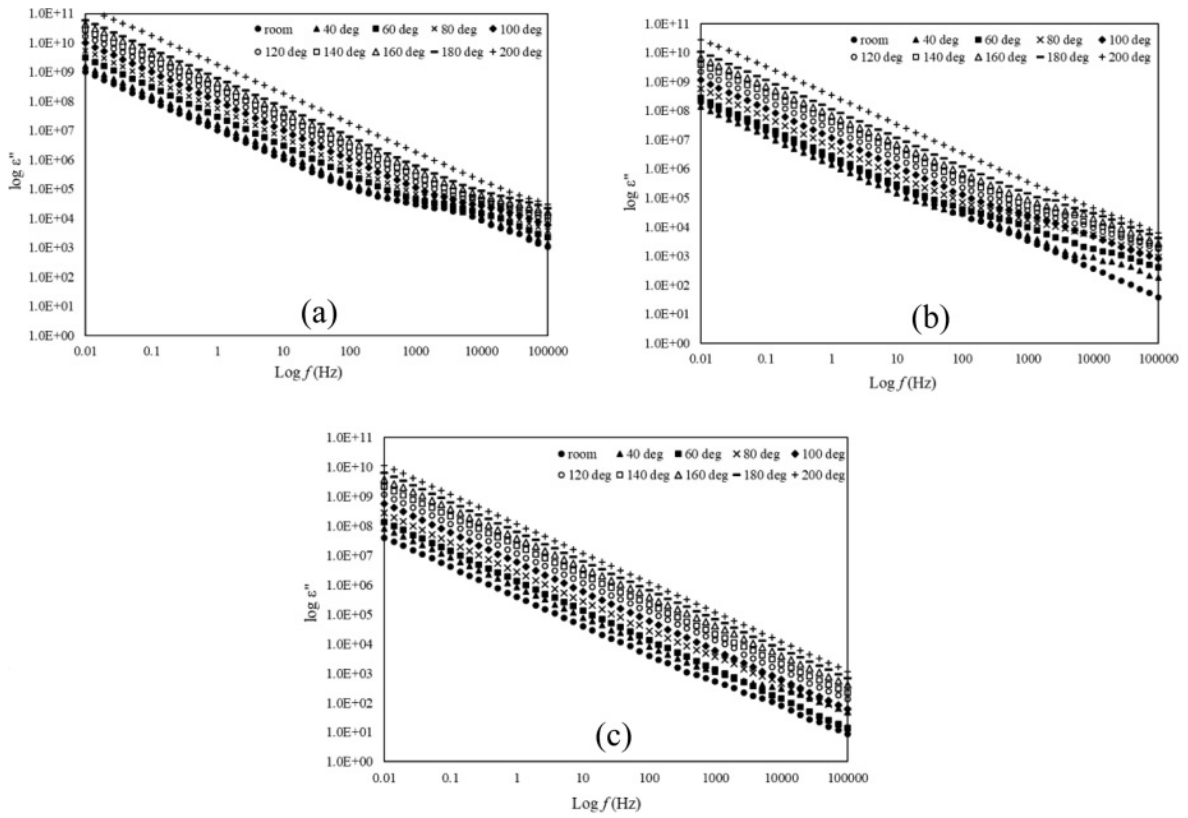 1.0E+11
1.0E+10
1.0E+09
1.0E+08
1.0E+07
1.0E+06
1.0E+05
1.0E+04
1.0E+03
1.0E+02
1.0E+01
1.0E+00
log ε"
room 40 deg 60 deg 80 deg 100 deg
120 deg 140 deg 160 deg 180 deg 200 deg
(a)
0.01 0.1 1 10 100 1000 10000 100000
Log f (Hz)
1.0E+11
1.0E+10
1.0E+09
1.0E+08
1.0E+07
1.0E+06
1.0E+05
1.0E+04
1.0E+03
1.0E+02
1.0E+01
1.0E+00
log ε"
room 40 deg 60 deg 80 deg 100 deg
120 deg 140 deg 160 deg 180 deg 200 deg
(b)
0.01 0.1 1 10 100 1000 10000 100000
Log f (Hz)
1.0E+11
1.0E+10
1.0E+09
1.0E+08
1.0E+07
1.0E+06
1.0E+05
1.0E+04
1.0E+03
1.0E+02
1.0E+01
1.0E+00
log ε"
room 40 deg 60 deg 80 deg 100 deg
120 deg 140 deg 160 deg 180 deg 200 deg
(c)
0.01 0.1 1 10 100 1000 10000 100000
Log f (Hz)